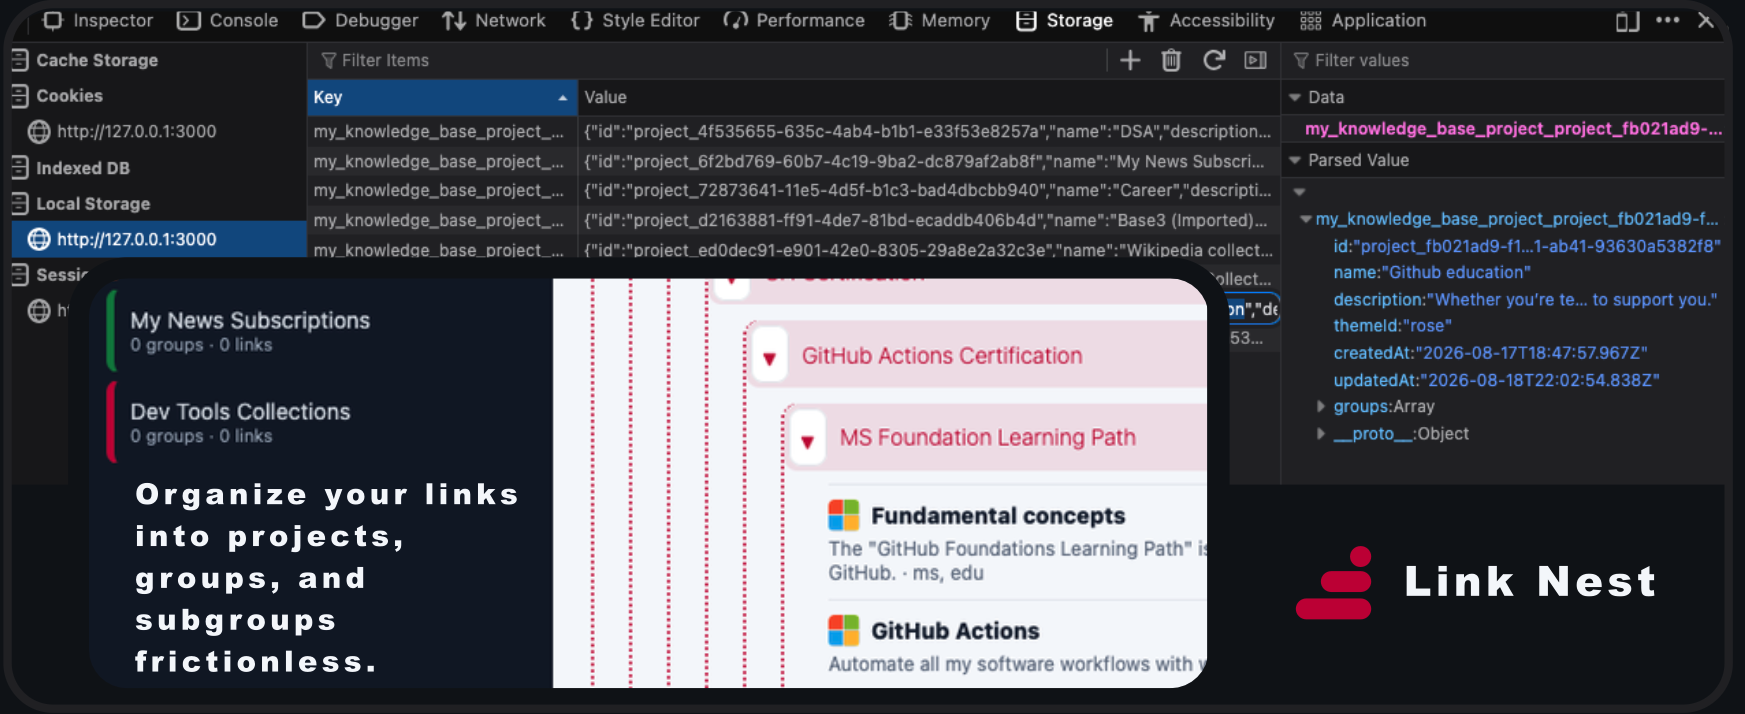 Inspector Console Debugger Network Style Editor Performance Memory Storage Accessibility Application
Cache Storage
Cookies
http://127.0.0.1:3000
Indexed DB
Local Storage
http://127.0.0.1:3000
Filter Items
Key Value
my_knowledge_base_project_... {"id":"project_4f535655-635c-4ab4-b1b1-e33f53e8257a","name":"DSA","description...
my_knowledge_base_project_... {"id":"project_6f2bd769-60b7-4c19-9ba2-dc879af2ab8f","name":"My News Subscri...
my_knowledge_base_project_... {"id":"project_72873641-11e5-4d5f-b1c3-bad4dbcbb940","name":"Career","descripti...
my_knowledge_base_project_... {"id":"project_d2163881-ff91-4de7-81bd-ecaddb406b4d","name":"Base3 (Imported)...
my_knowledge_base_project_... {"id":"project_ed0dec91-e901-42e0-8305-29a8e2a32c3e","name":"Wikipedia collect...
ollect...
on","de
53...
Filter values
Data
my_knowledge_base_project_project_fb021ad9-...
Parsed Value
my_knowledge_base_project_project_fb021ad9-f...
id:"project_fb021ad9-f1...1-ab41-93630a5382f8"
name:"Github education"
description:"Whether you're te... to support you."
themeId:"rose"
createdAt:"2026-08-17T18:47:57.967Z"
updatedAt:"2026-08-18T22:02:54.838Z"
groups:Array
__proto__:Object
My News Subscriptions
0 groups · 0 links
Dev Tools Collections
0 groups · 0 links
Organize your links
into projects,
groups, and
subgroups
frictionless.
GitHub Actions Certification
MS Foundation Learning Path
Fundamental concepts
The "GitHub Foundations Learning Path" is
GitHub. · ms, edu
GitHub Actions
Automate all my software workflows with
Link Nest